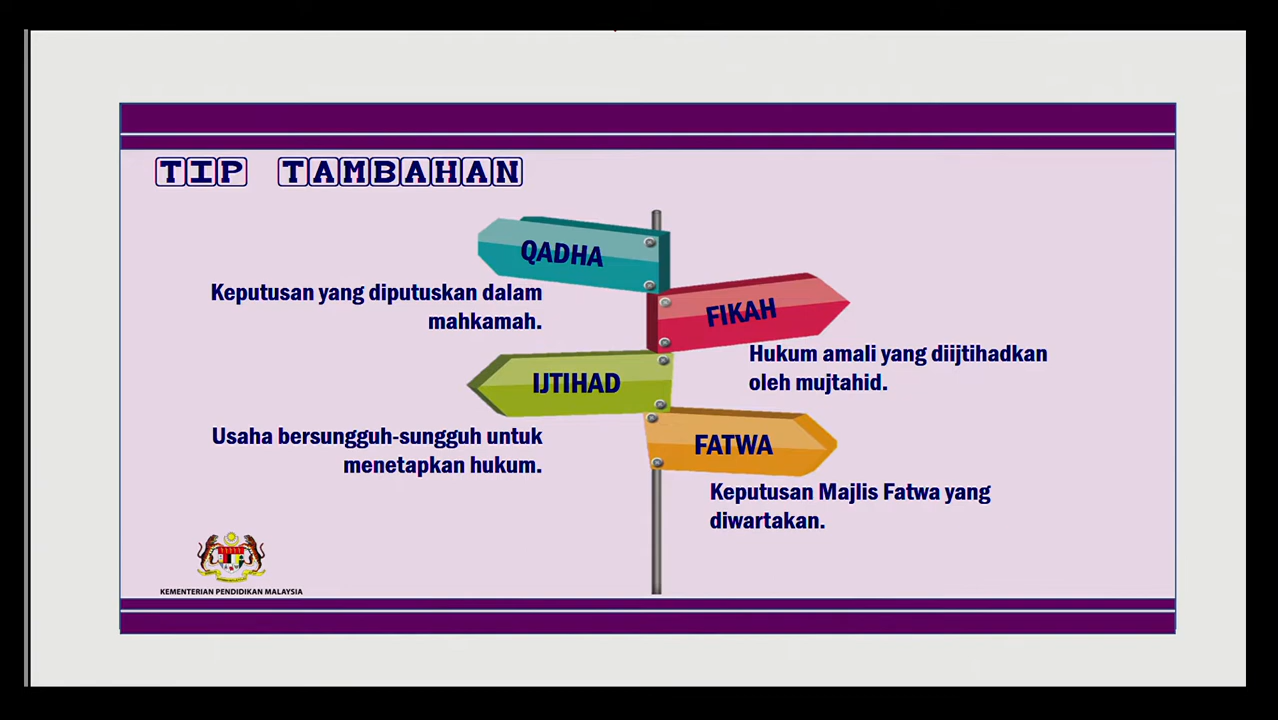 TIP TAMBAHAN
QADHA
Keputusan yang diputuskan dalam
mahkamah.
FIKAH
Hukum amali yang diijtihadkan
oleh mujtahid.
IJTIHAD
Usaha bersungguh-sungguh untuk
menetapkan hukum.
FATWA
Keputusan Majlis Fatwa yang
diwartakan.
KEMENTERIAN PENDIDIKAN MALAYSIA